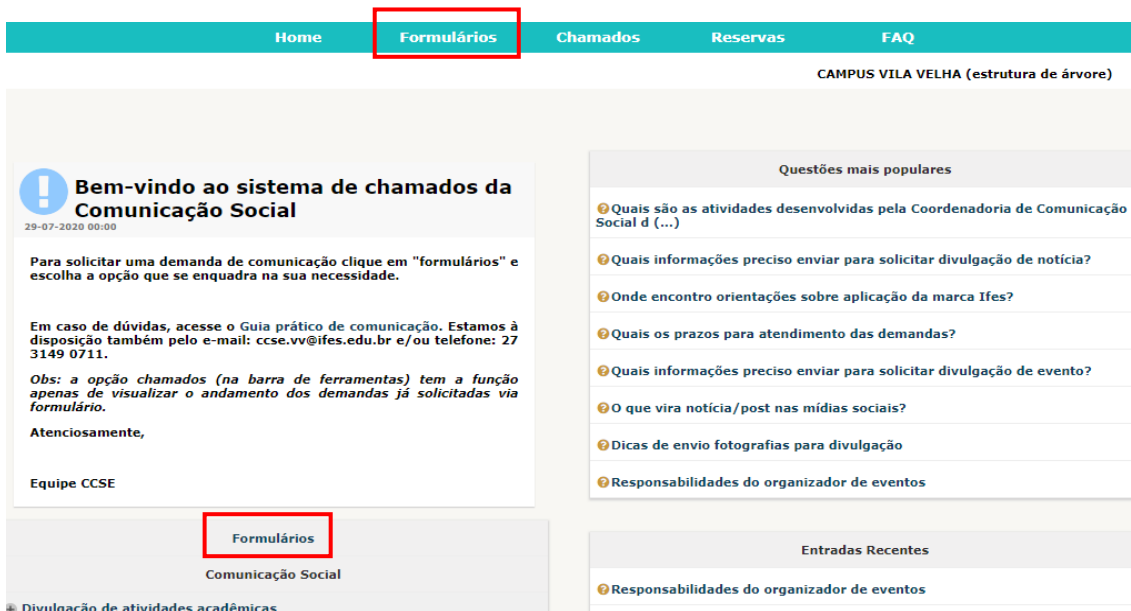 Home Formulários Chamados Reservas FAQ
CAMPUS VILA VELHA (estrutura de árvore)
Bem-vindo ao sistema de chamados da
Comunicação Social
29-07-2020 00:00
Para solicitar uma demanda de comunicação clique em "formulários" e
escolha a opção que se enquadra na sua necessidade.
Em caso de dúvidas, acesse o Guia prático de comunicação. Estamos à
disposição também pelo e-mail: ccse.vv@ifes.edu.br e/ou telefone: 27
3149 0711.
Obs: a opção chamados (na barra de ferramentas) tem a função
apenas de visualizar o andamento dos demandas já solicitadas via
formulário.
Atenciosamente,
Equipe CCSE
Formulários
Comunicação Social
Divulgação de atividades acadêmicas
Questões mais populares
Quais são as atividades desenvolvidas pela Coordenadoria de Comunicação
Social d (...)
Quais informações preciso enviar para solicitar divulgação de notícia?
Onde encontro orientações sobre aplicação da marca Ifes?
Quais os prazos para atendimento das demandas?
Quais informações preciso enviar para solicitar divulgação de evento?
O que vira notícia/post nas mídias sociais?
Dicas de envio fotografias para divulgação
Responsabilidades do organizador de eventos
Entradas Recentes
Responsabilidades do organizador de eventos